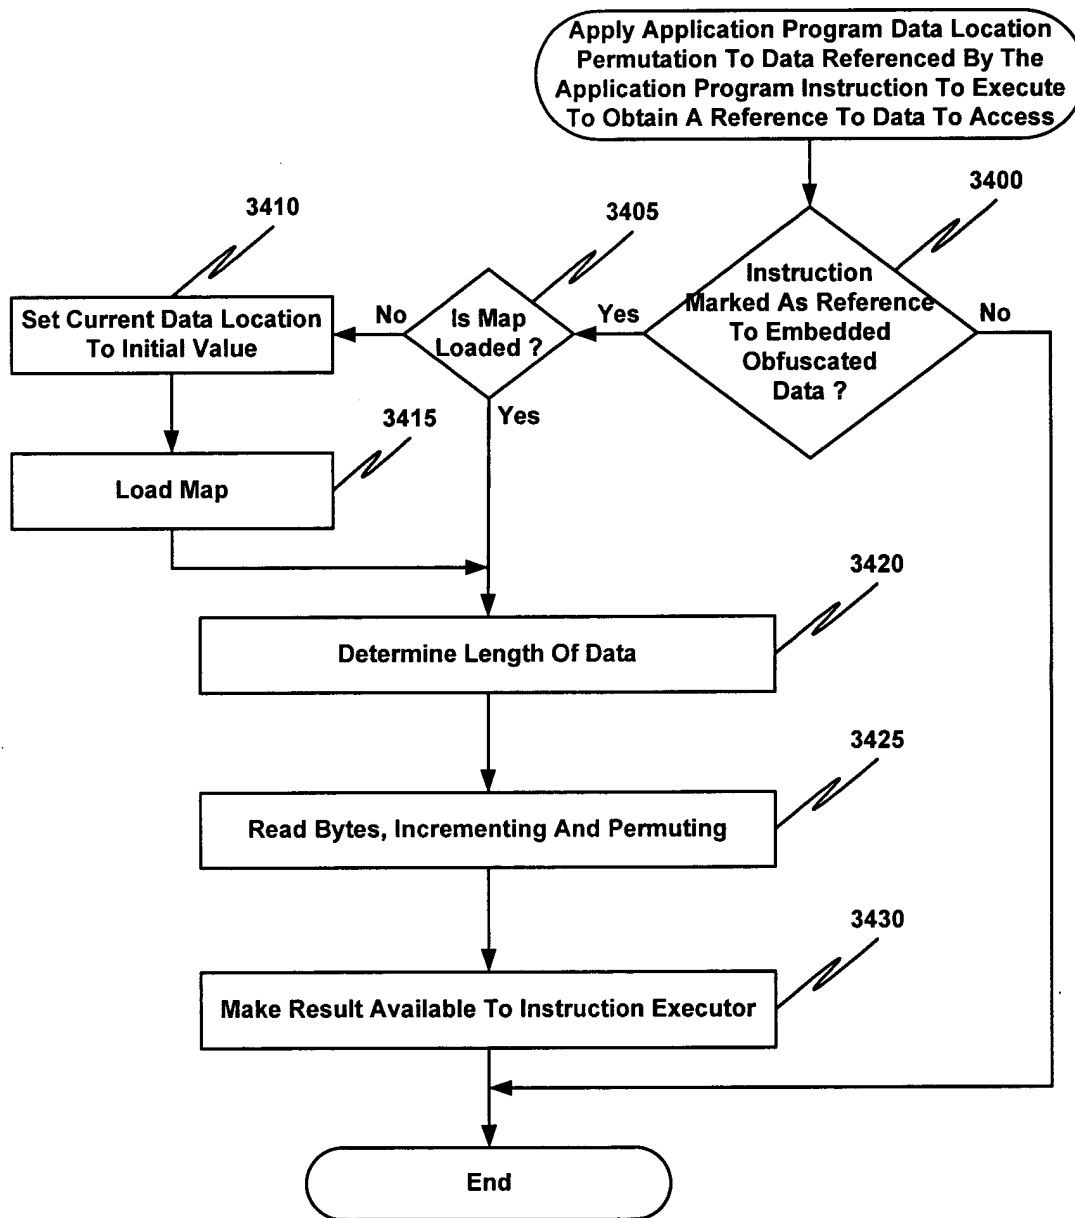 Apply Application Program Data Location
Permutation To Data Referenced By The
Application Program Instruction To Execute
To Obtain A Reference To Data To Access
3400
Instruction
Marked As Reference
To Embedded
Obfuscated
Data ?
Yes
No
3405
Is Map
Loaded ?
No
Yes
3410
Set Current Data Location
To Initial Value
3415
Load Map
3420
Determine Length Of Data
3425
Read Bytes, Incrementing And Permuting
3430
Make Result Available To Instruction Executor
End